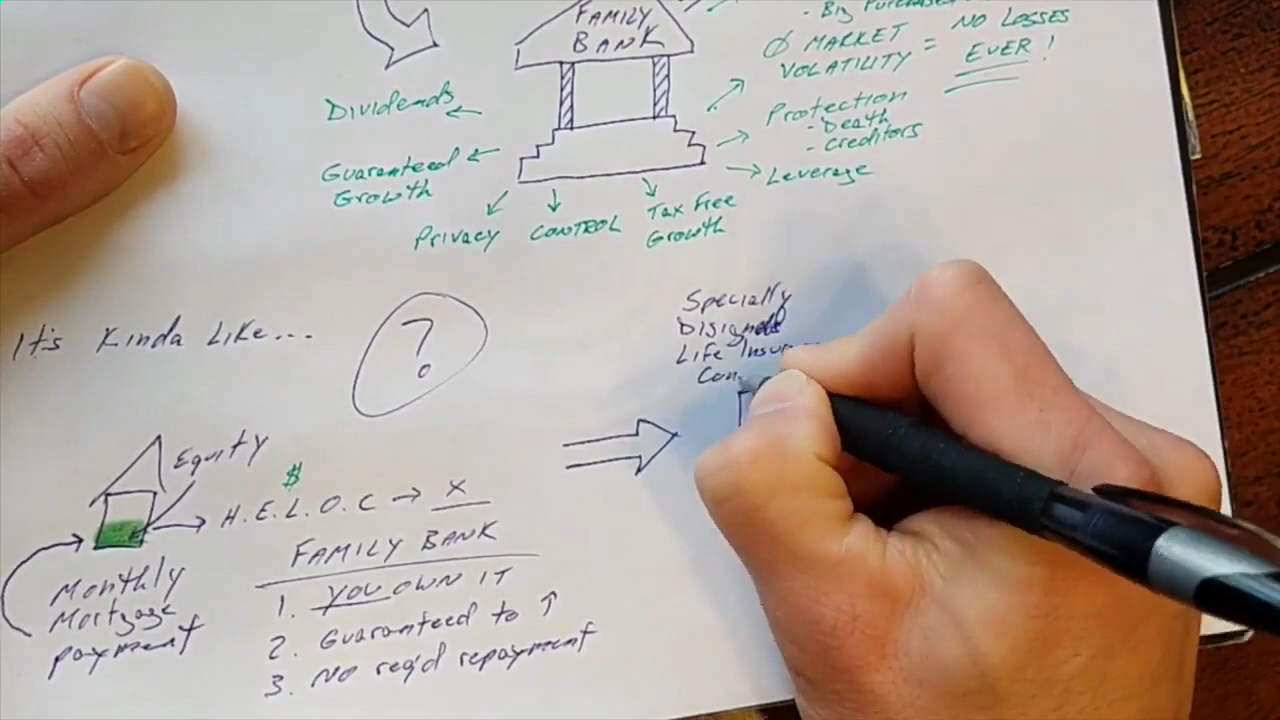 FAMILY
BANK
- Big Purchases
Ø MARKET
VOLATILITY = NO LOSSES
EVER!
Protection
- Death
- Creditors
Leverage
Dividends
Guaranteed
Growth
Privacy
CONTROL
Tax Free
Growth
It's Kinda Like...
?
Specially
Disigned
Life
Equity
$
H.E.L.O.C → X
Monthly
Mortgage
payment
FAMILY BANK
1. YOU OWN IT
2. Guaranteed to ↑
3. No req'd repayment